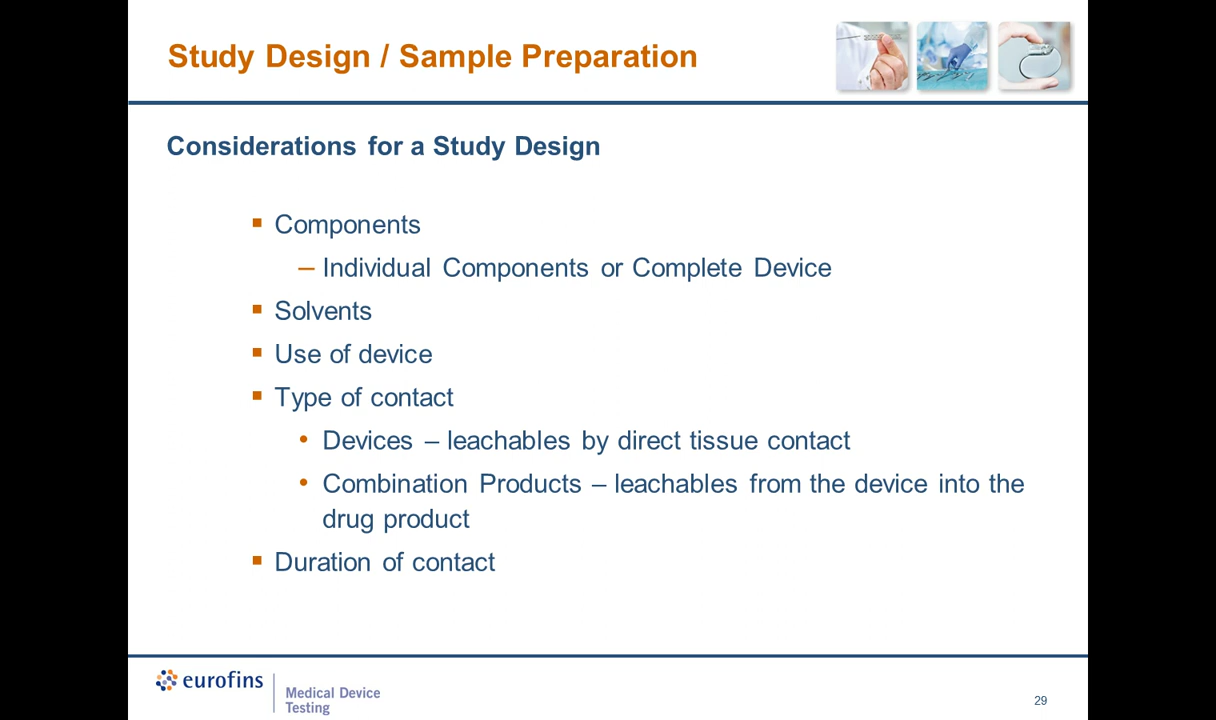 Study Design / Sample Preparation
Considerations for a Study Design
▪ Components
– Individual Components or Complete Device
▪ Solvents
▪ Use of device
▪ Type of contact
• Devices – leachables by direct tissue contact
• Combination Products – leachables from the device into the
drug product
▪ Duration of contact
eurofins
Medical Device
Testing
29